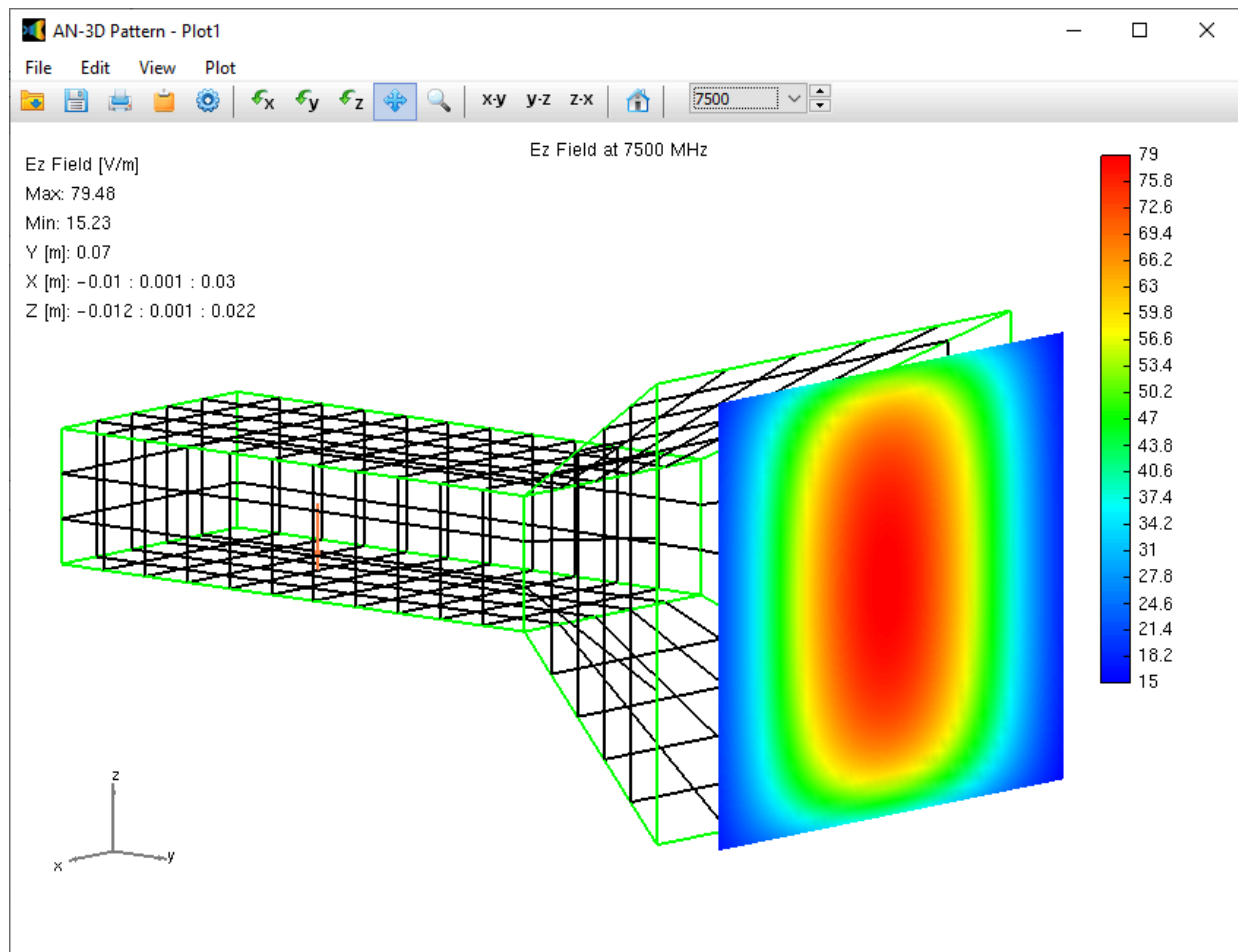 AN-3D Pattern - Plot1
File Edit View Plot
x y z x-y y-z z-x 7500
Ez Field at 7500 MHz
Ez Field [V/m]
Max: 79.48
Min: 15.23
Y [m]: 0.07
X [m]: -0.01 : 0.001 : 0.03
Z [m]: -0.012 : 0.001 : 0.022
79
75.8
72.6
69.4
66.2
63
59.8
56.6
53.4
50.2
47
43.8
40.6
37.4
34.2
31
27.8
24.6
21.4
18.2
15
z
x y